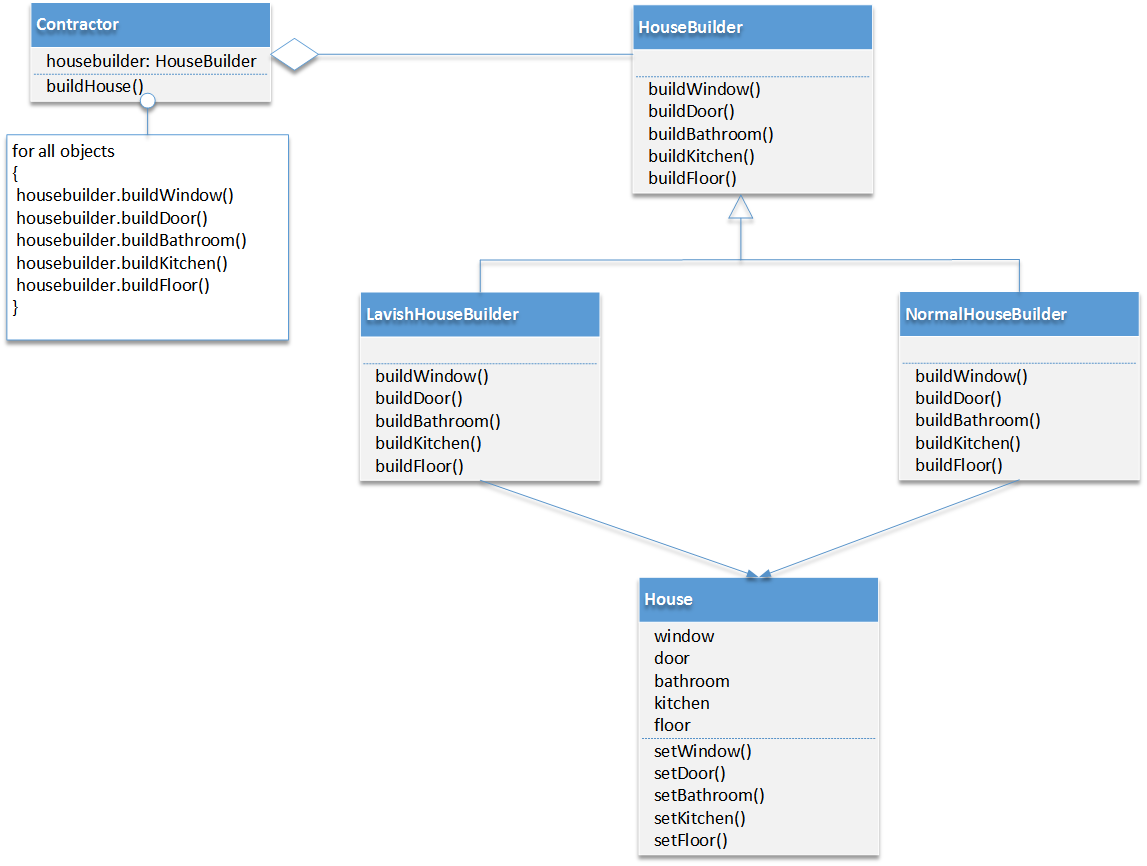 Contractor
housebuilder: HouseBuilder
buildHouse()
for all objects
{
housebuilder.buildWindow()
housebuilder.buildDoor()
housebuilder.buildBathroom()
housebuilder.buildKitchen()
housebuilder.buildFloor()
}
HouseBuilder
buildWindow()
buildDoor()
buildBathroom()
buildKitchen()
buildFloor()
LavishHouseBuilder
buildWindow()
buildDoor()
buildBathroom()
buildKitchen()
buildFloor()
NormalHouseBuilder
buildWindow()
buildDoor()
buildBathroom()
buildKitchen()
buildFloor()
House
window
door
bathroom
kitchen
floor
setWindow()
setDoor()
setBathroom()
setKitchen()
setFloor()